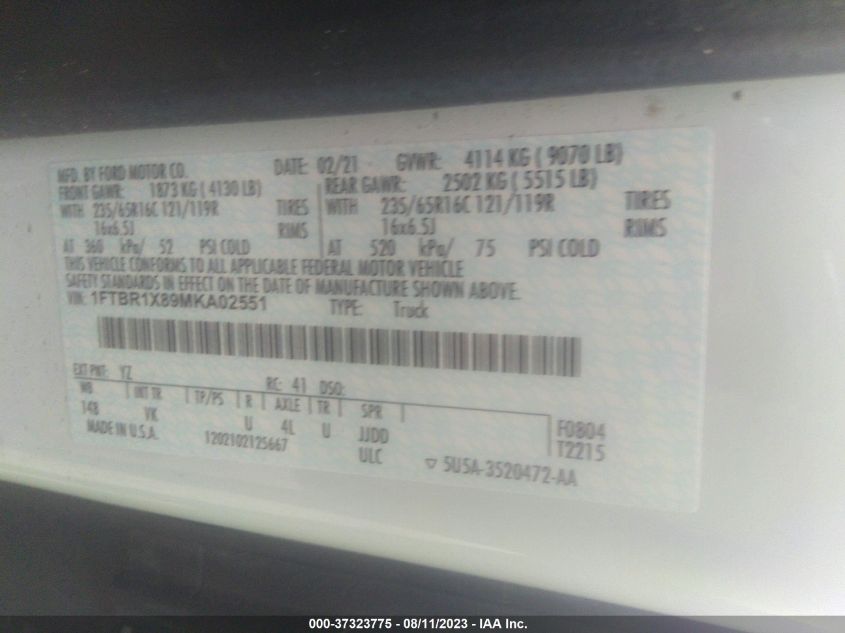 MFD. BY FORD MOTOR CO. DATE: 02/21 GVWR: 4114 KG ( 9070 LB)
FRONT GAWR: 1873 KG ( 4130 LB) REAR GAWR: 2502 KG ( 5515 LB)
WITH 235/65R16C 121/119R TIRES WITH 235/65R16C 121/119R TIRES
16x6.5J RIMS 16x6.5J RIMS
AT 360 kPa/ 52 PSI COLD AT 520 kPa/ 75 PSI COLD
THIS VEHICLE CONFORMS TO ALL APPLICABLE FEDERAL MOTOR VEHICLE
SAFETY STANDARDS IN EFFECT ON THE DATE OF MANUFACTURE SHOWN ABOVE.
VIN: 1FTBR1X89MKA02551 TYPE: Truck
EXT PNT: YZ RC: 41 DSO:
WB INT TR TP/PS R AXLE TR SPR
148 VK U 4L U JJDD F0804
MADE IN U.S.A. 1202102125667 ULC T2215
5U5A-3520472-AA
000-37323775 - 08/11/2023 - IAA Inc.